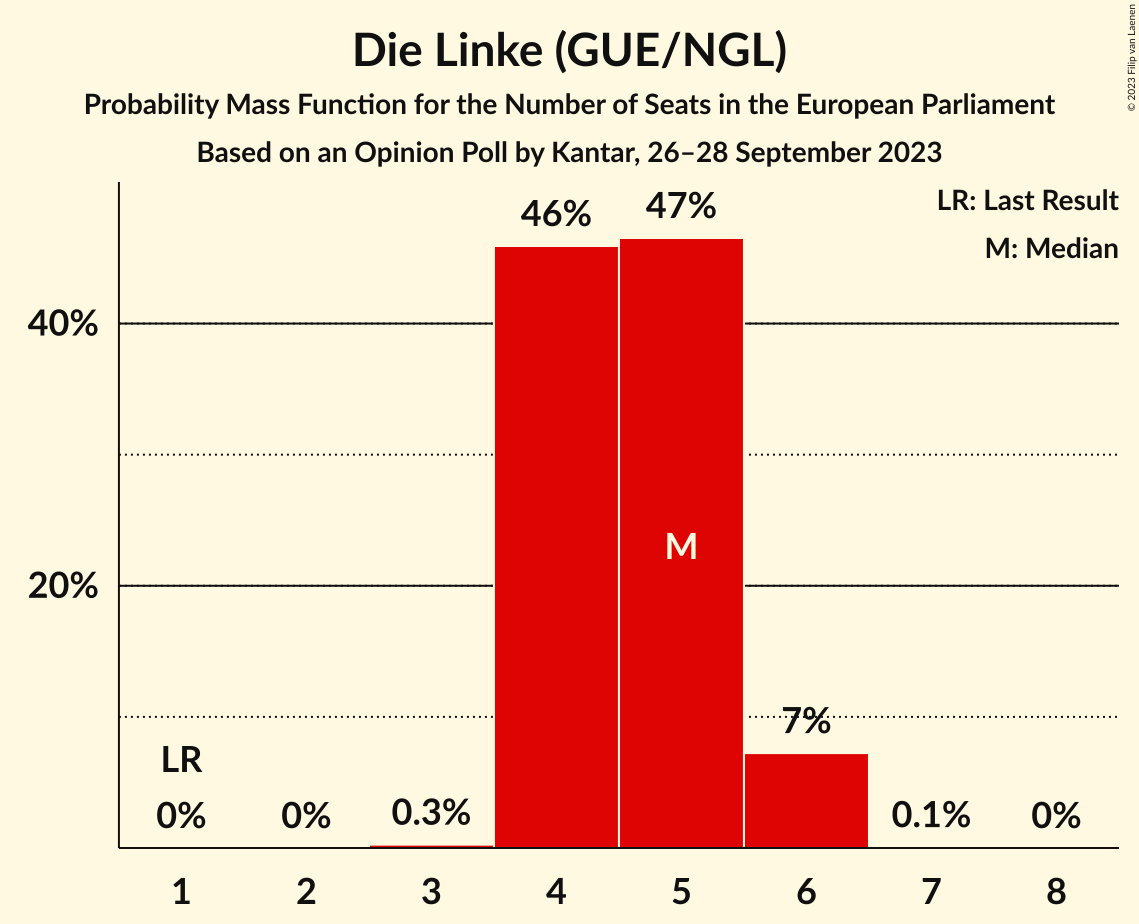 Die Linke (GUE/NGL)
Probability Mass Function for the Number of Seats in the European Parliament
Based on an Opinion Poll by Kantar, 26–28 September 2023
© 2023 Filip van Laenen
LR: Last Result
M: Median
46%
47%
40%
M
20%
7%
LR
0%
0%
0.3%
0.1%
0%
1 2 3 4 5 6 7 8